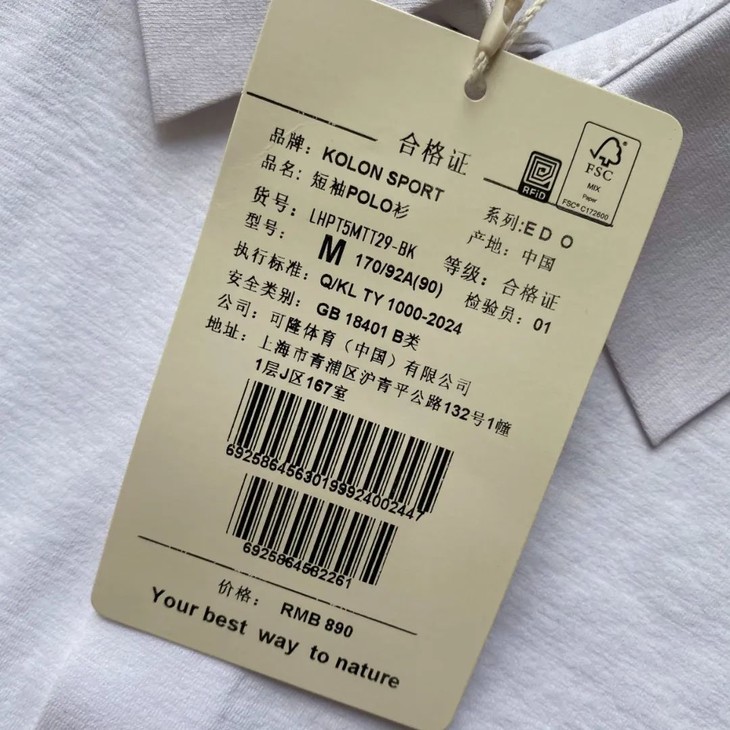 合格证
RFID
FSC
MIX
Paper
FSC® C172600
品牌: KOLON SPORT
品名: 短袖POLO衫
系列:EDO
货号: LHPT5MTT29-BK
产地: 中国
型号: M 170/92A(90)
等级: 合格证
执行标准: Q/KL TY 1000-2024
检验员: 01
安全类别: GB 18401 B类
公司: 可隆体育(中国)有限公司
地址: 上海市青浦区沪青平公路132号1幢
1层J区167室
69258645630199924002447
6925864582261
价格: RMB 890
Your best way to nature